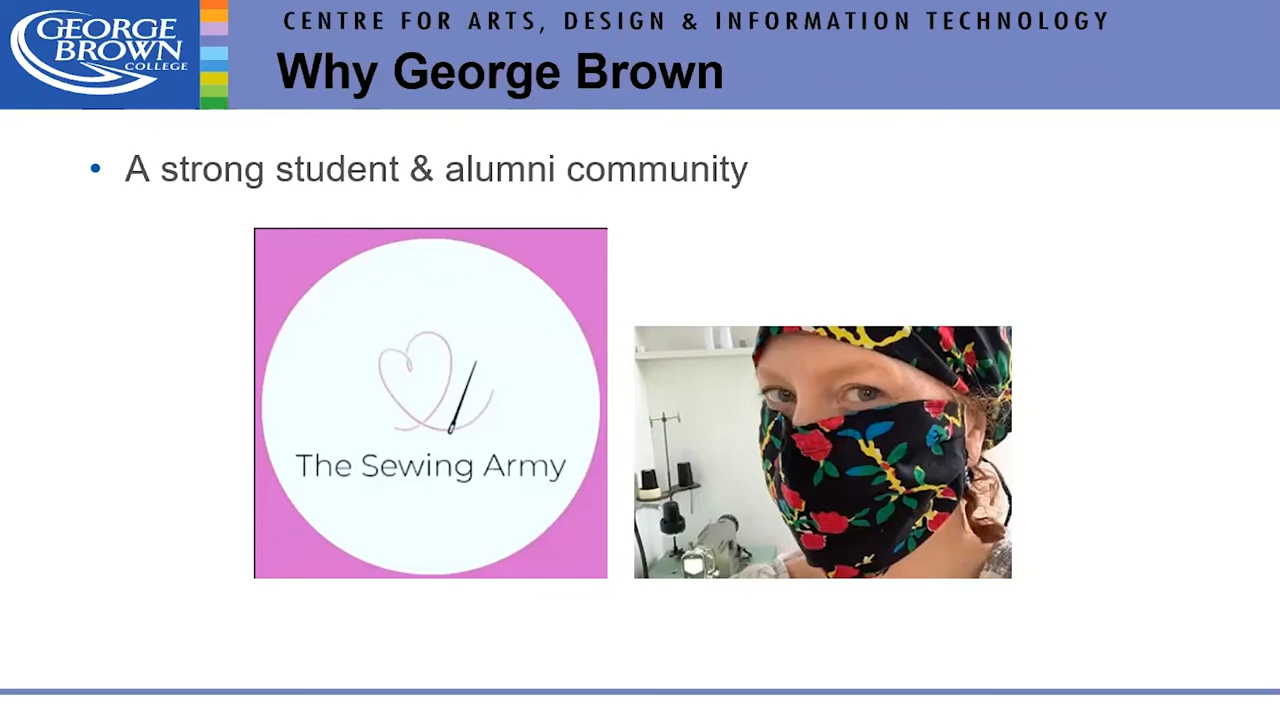 GEORGE
BROWN
COLLEGE
CENTRE FOR ARTS, DESIGN & INFORMATION TECHNOLOGY
Why George Brown
• A strong student & alumni community
The Sewing Army